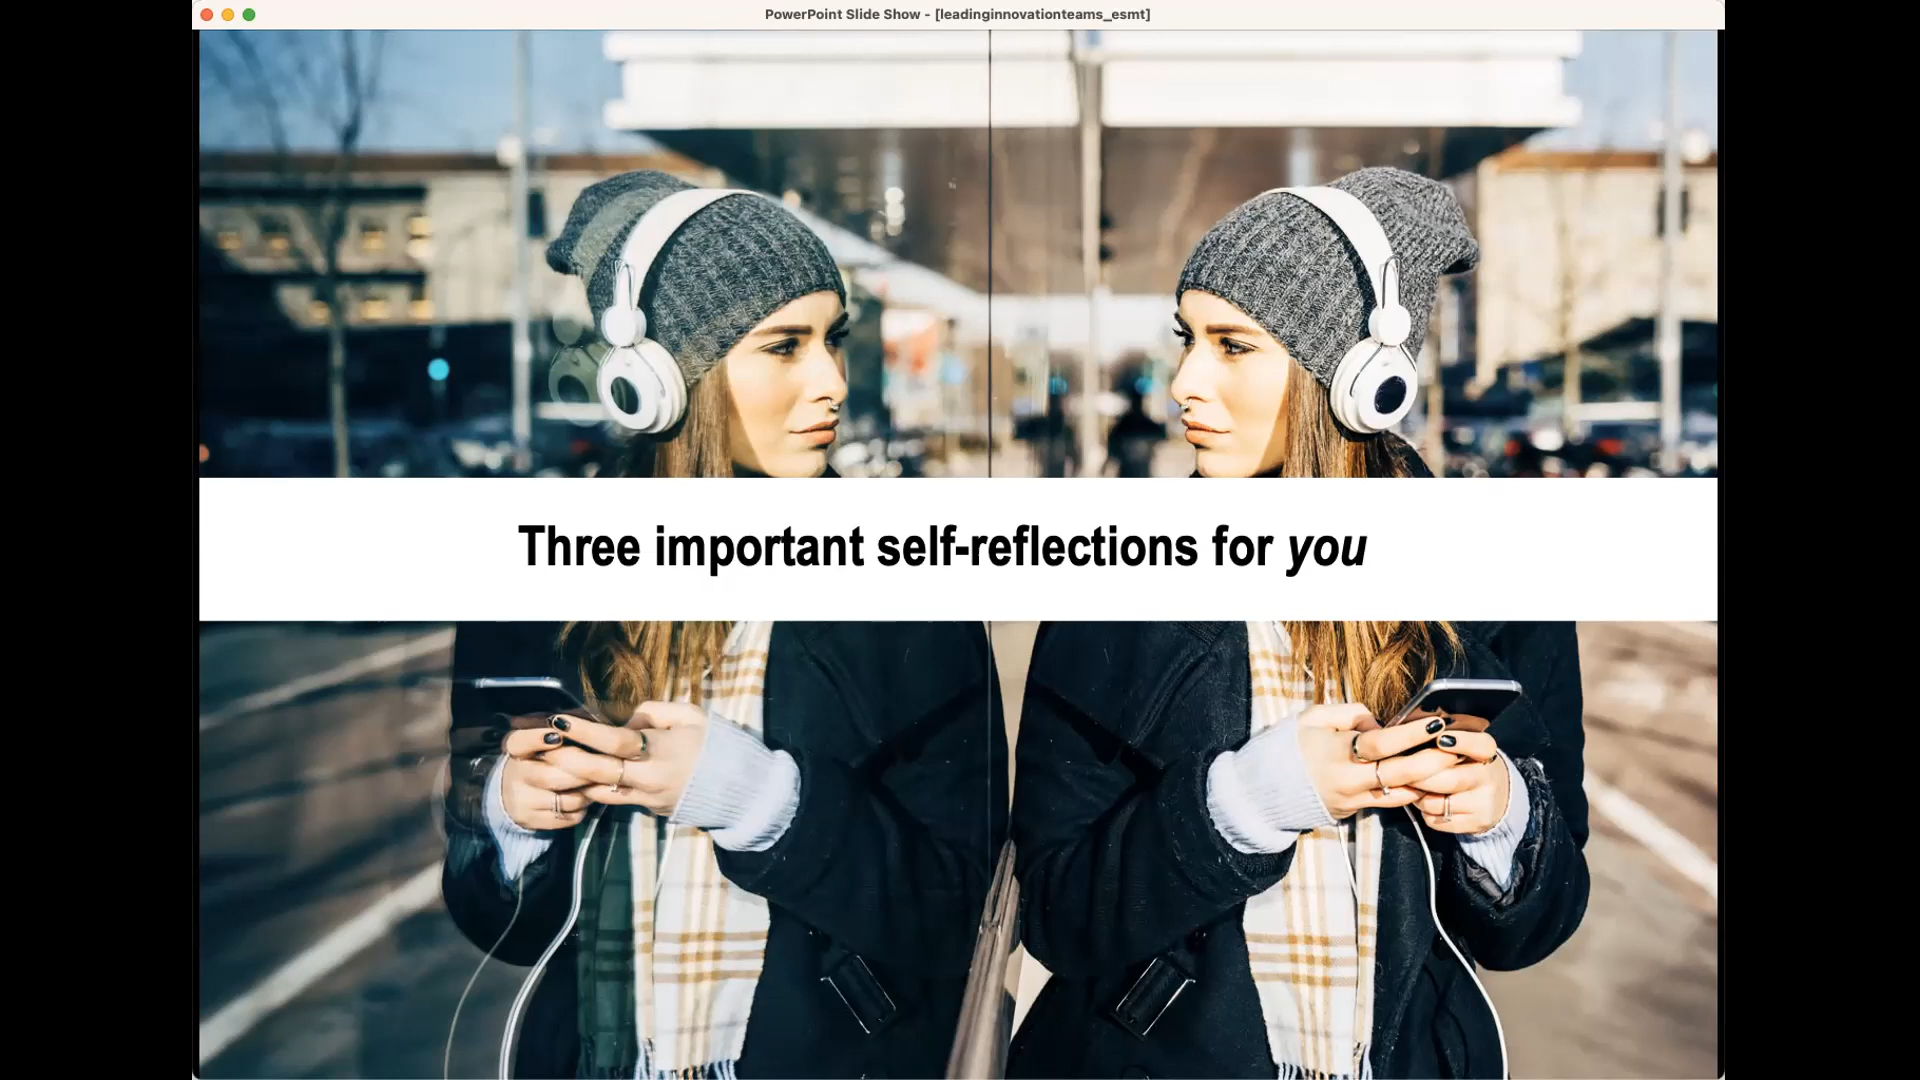 PowerPoint Slide Show - [leadinginnovationteams_esmt]
Three important self-reflections for you